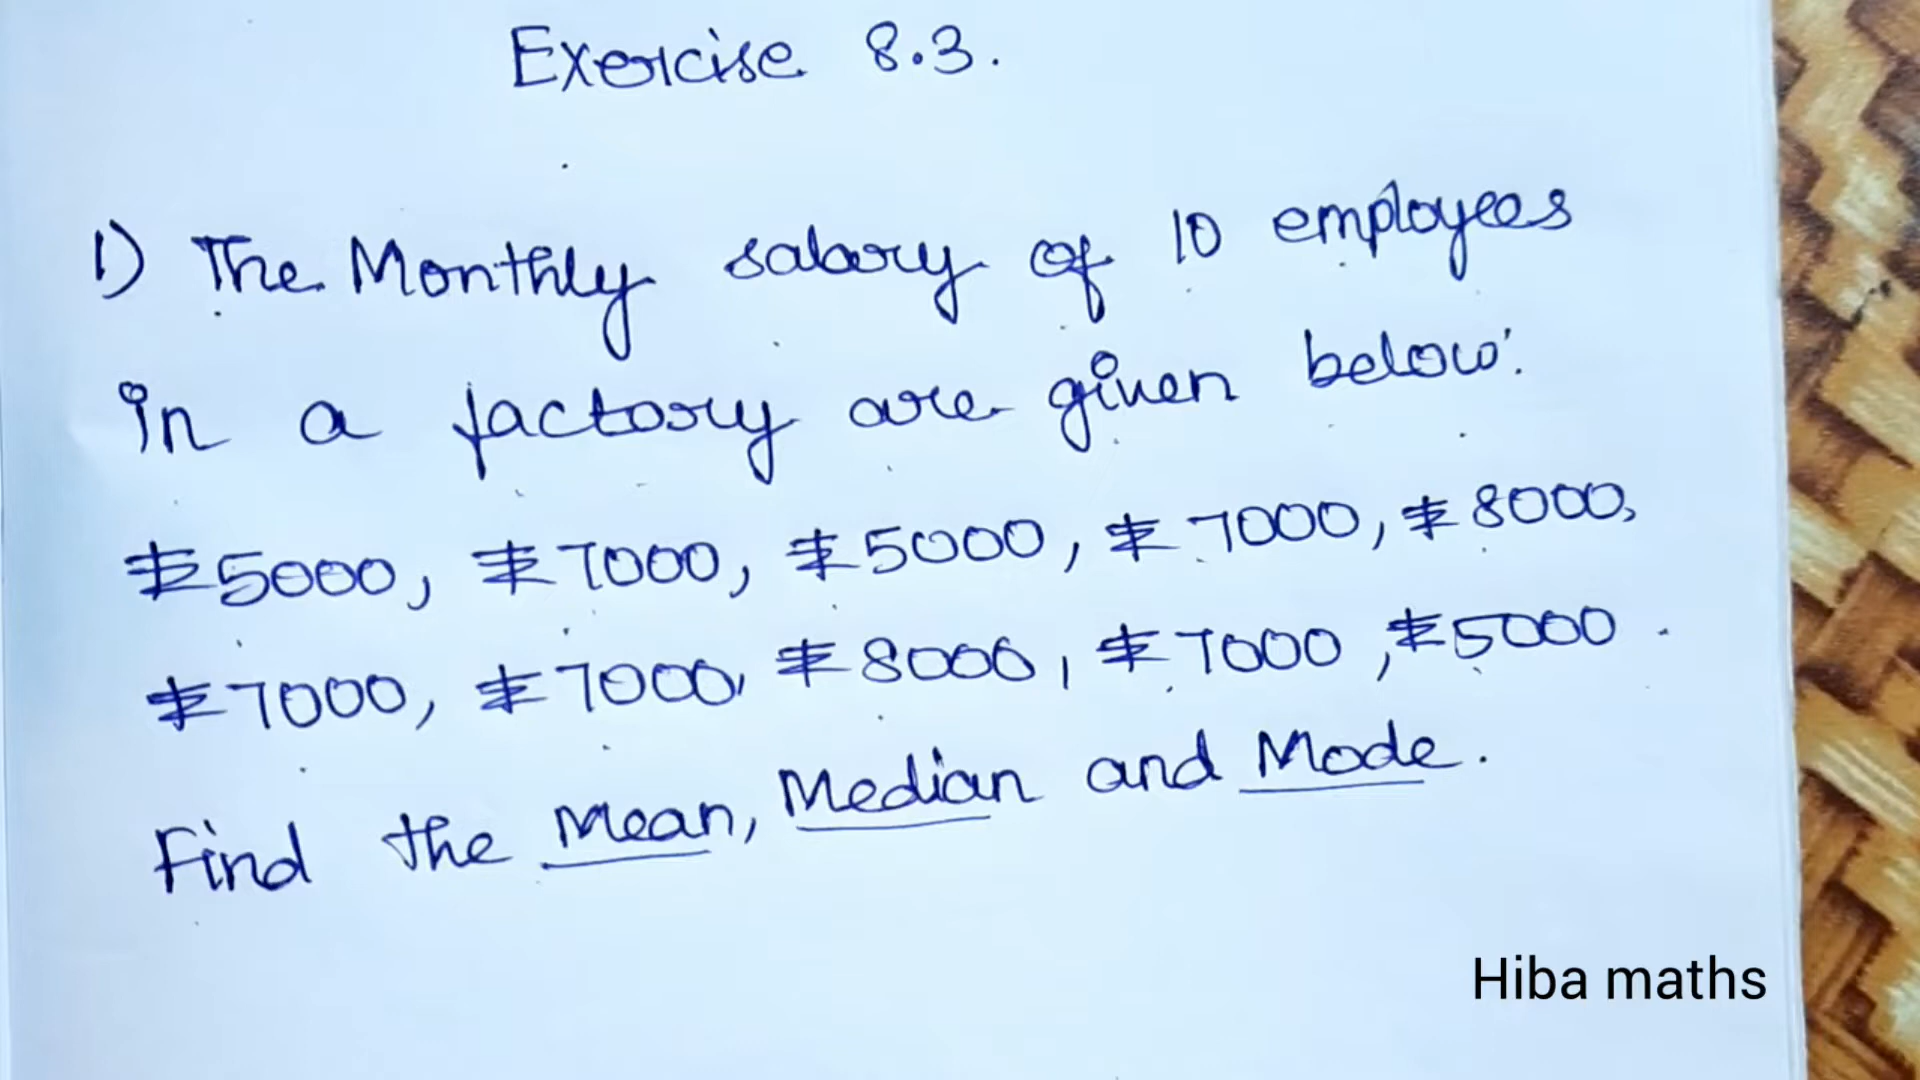 Exercise 8.3.
1) The Monthly salary of 10 employees
in a factory are given below:
₹5000, ₹7000, ₹5000, ₹7000, ₹8000,
₹7000, ₹7000, ₹8000, ₹7000, ₹5000.
Find the Mean, Median and Mode.
Hiba maths